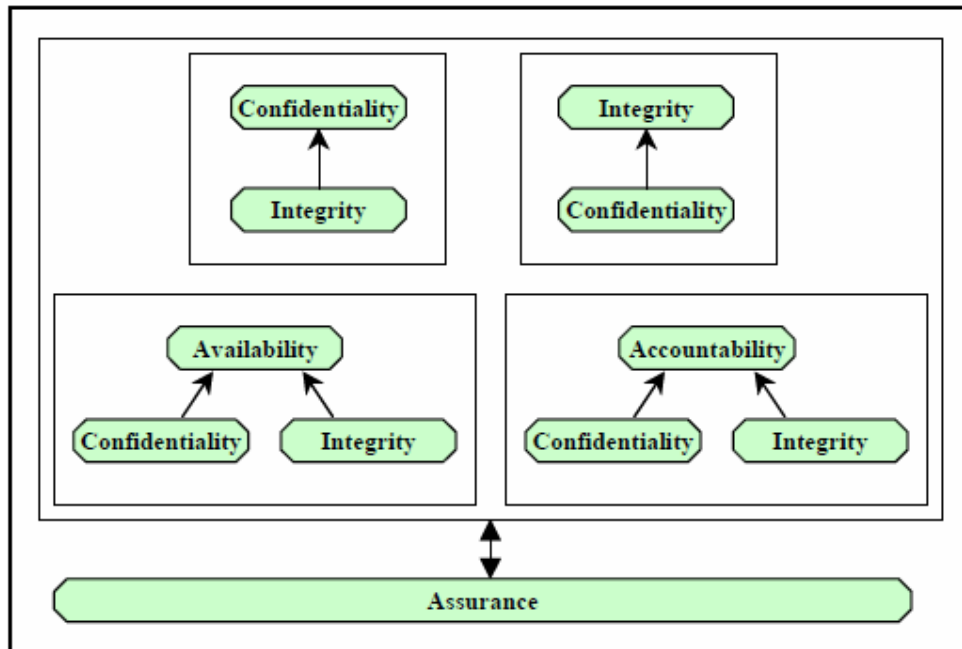 Confidentiality
Integrity
Integrity
Confidentiality
Availability
Confidentiality
Integrity
Accountability
Confidentiality
Integrity
Assurance